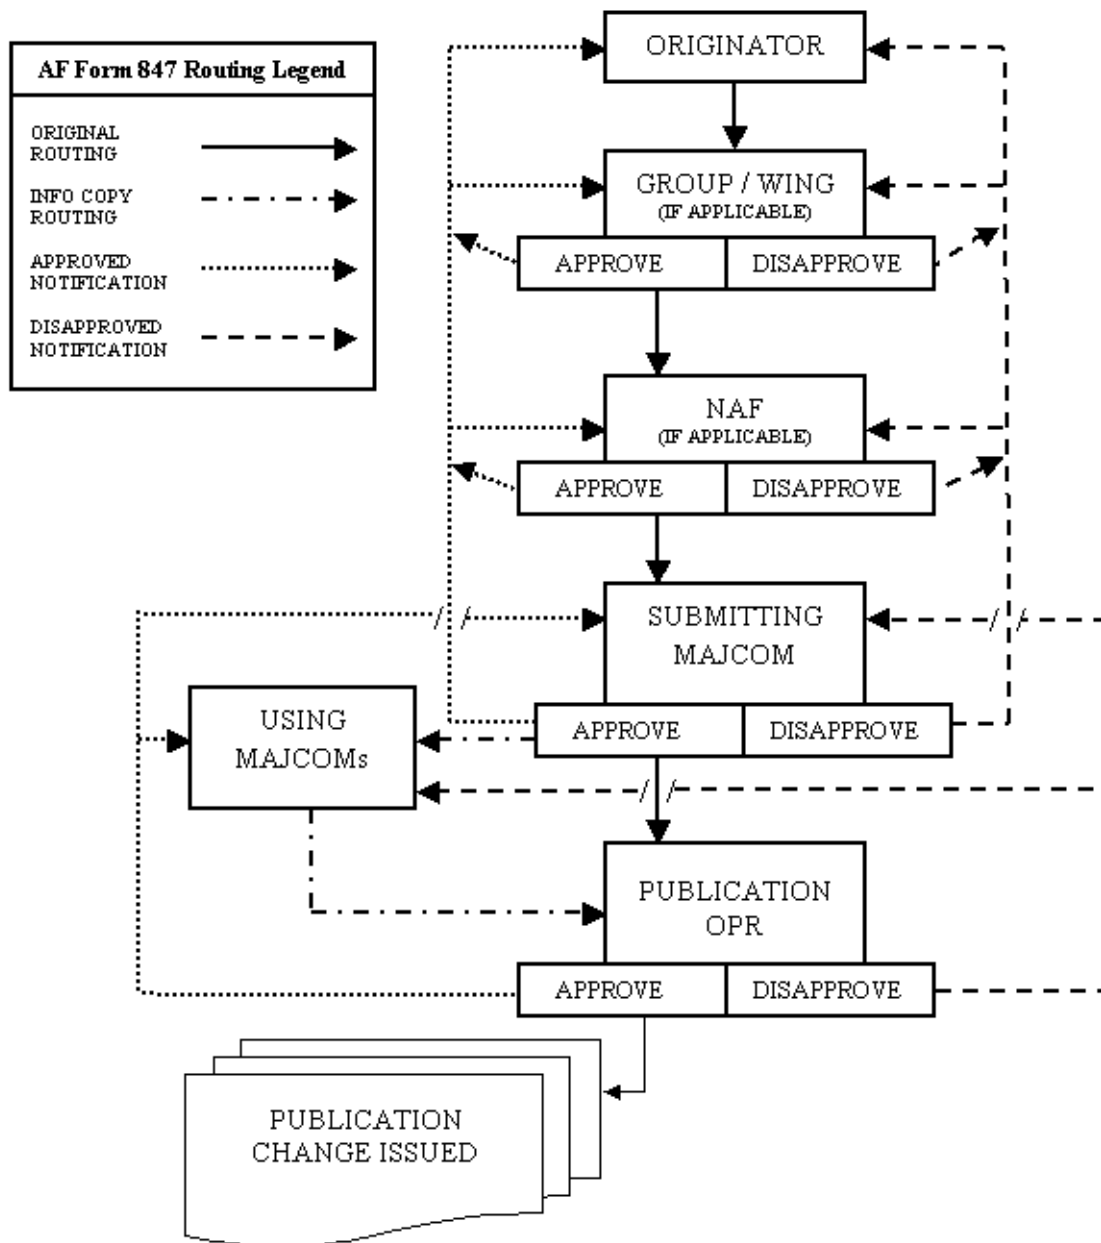 AF Form 847 Routing Legend
ORIGINAL
ROUTING
INFO COPY
ROUTING
APPROVED
NOTIFICATION
DISAPPROVED
NOTIFICATION
ORIGINATOR
GROUP / WING
(IF APPLICABLE)
APPROVE
DISAPPROVE
NAF
(IF APPLICABLE)
APPROVE
DISAPPROVE
SUBMITTING
MAJCOM
APPROVE
DISAPPROVE
USING
MAJCOMs
PUBLICATION
OPR
APPROVE
DISAPPROVE
PUBLICATION
CHANGE ISSUED